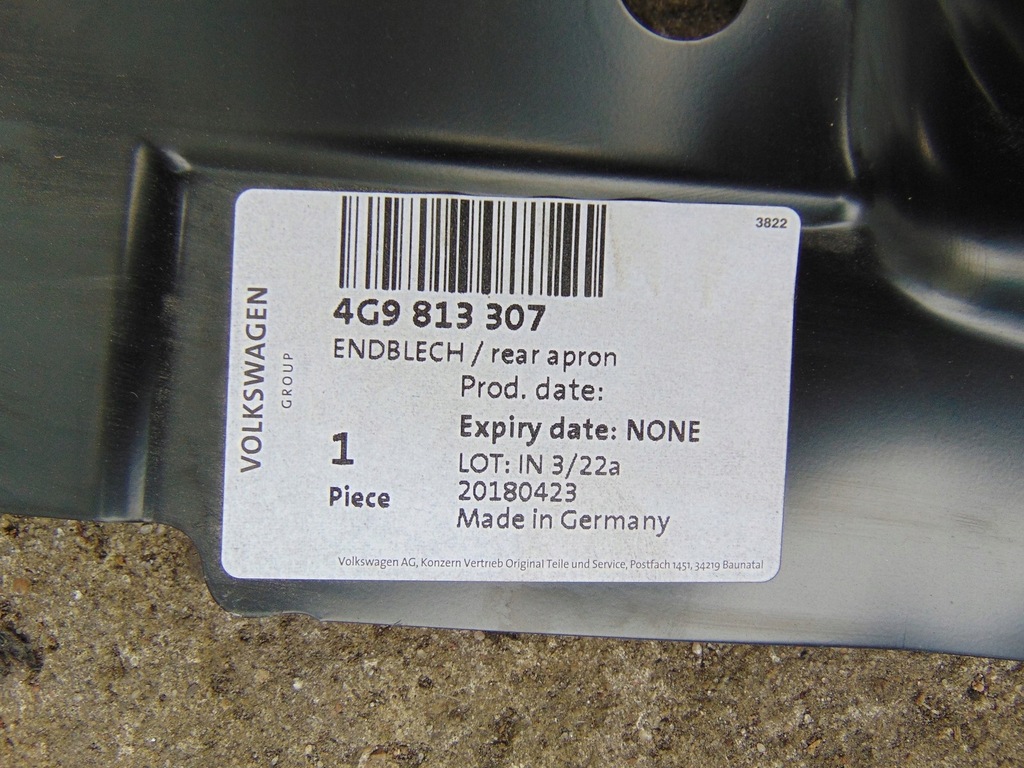 3822
VOLKSWAGEN
GROUP
4G9 813 307
ENDBLECH / rear apron
Prod. date:
Expiry date: NONE
1
LOT: IN 3/22a
Piece
20180423
Made in Germany
Volkswagen AG, Konzern Vertrieb Original Teile und Service, Postfach 1451, 34219 Baunatal